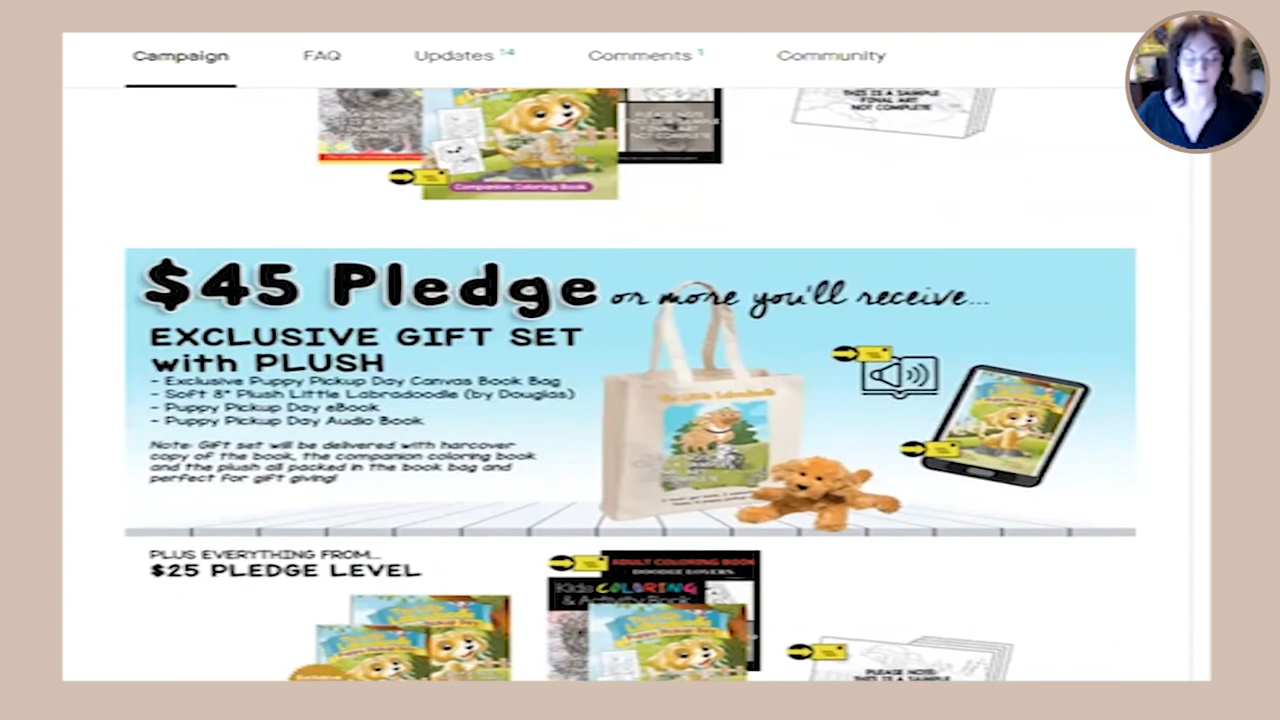 Campaign FAQ Updates 14 Comments 1 Community
THIS IS A SAMPLE
FINAL ART
NOT COMPLETE
Companion Coloring Book
$45 Pledge or more you'll receive...
EXCLUSIVE GIFT SET
with PLUSH
- Exclusive Puppy Pickup Day Canvas Book Bag
- Soft 8" Plush Little Labradoodle (by Douglas)
- Puppy Pickup Day eBook
- Puppy Pickup Day Audio Book
Note: Gift set will be delivered with harcover
copy of the book, the companion coloring book
and the plush all packed in the book bag and
perfect for gift giving!
PLUS EVERYTHING FROM...
$25 PLEDGE LEVEL
ADULT COLORING BOOK
DOODLE LOVERS
Kids COLORING
& Activity Book
Puppy Pickup Day
PLEASE NOTE:
THIS IS A SAMPLE